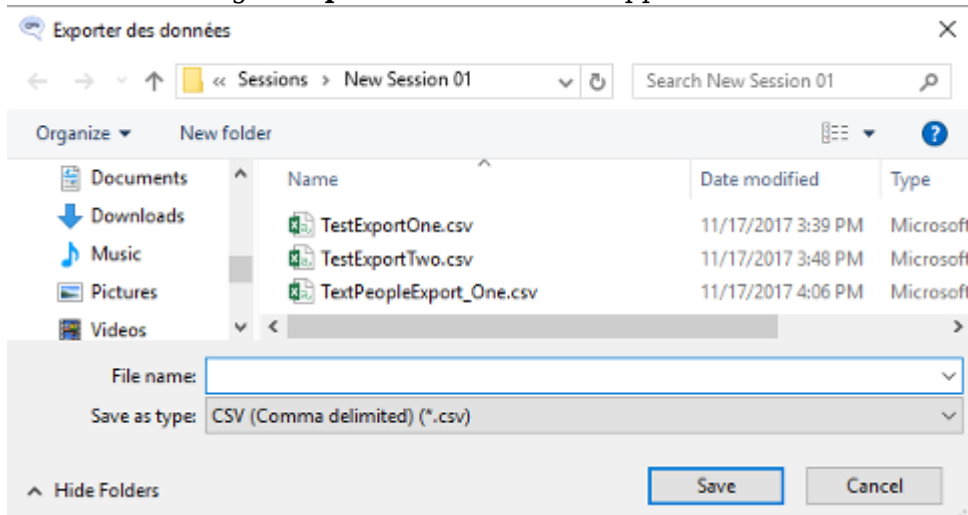 Exporter des données
« Sessions > New Session 01
Search New Session 01
Organize
New folder
Documents
Downloads
Music
Pictures
Videos
Name
Date modified
Type
TestExportOne.csv
11/17/2017 3:39 PM
Microsoft
TestExportTwo.csv
11/17/2017 3:48 PM
Microsoft
TextPeopleExport_One.csv
11/17/2017 4:06 PM
Microsoft
File name:
Save as type: CSV (Comma delimited) (*.csv)
Hide Folders
Save
Cancel